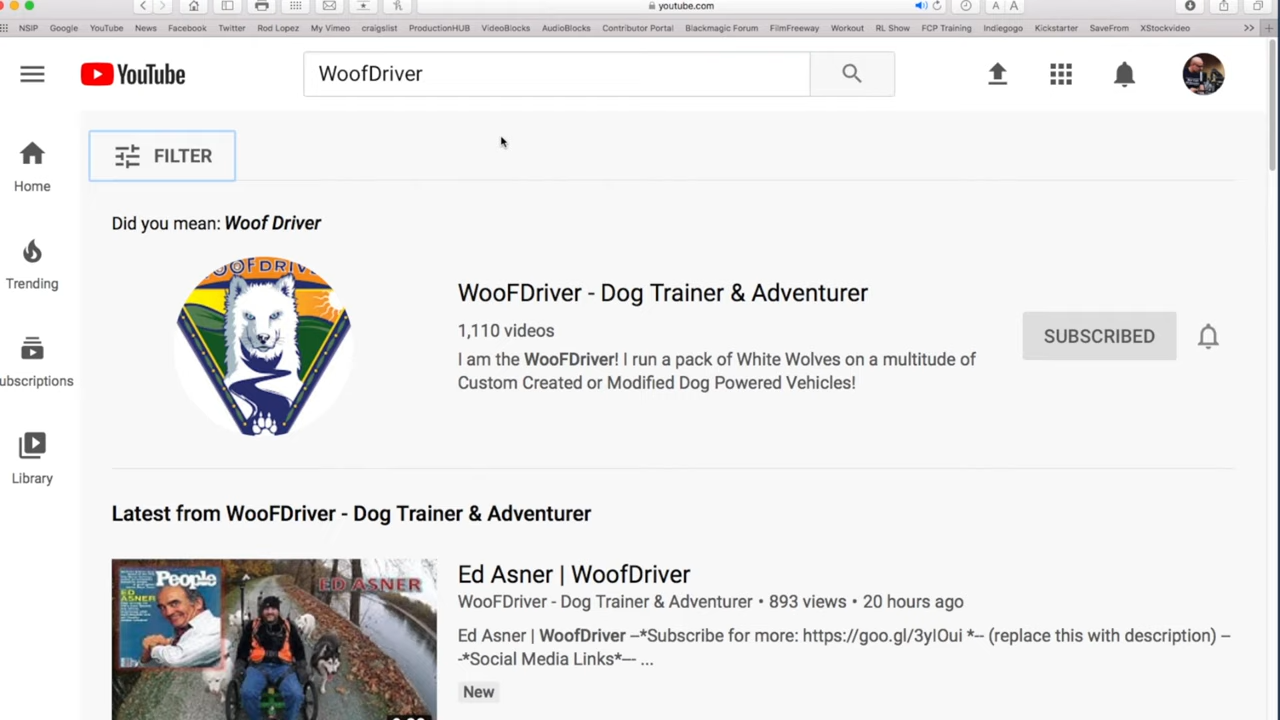 youtube.com
A A
NSIP Google YouTube News Facebook Twitter Rod Lopez My Vimeo craigslist ProductionHUB VideoBlocks AudioBlocks Contributor Portal Blackmagic Forum FilmFreeway Workout RL Show FCP Training Indiegogo Kickstarter SaveFrom XStockvideo
YouTube
WoofDriver
FILTER
Home
Did you mean: Woof Driver
Trending
WooFDriver - Dog Trainer & Adventurer
1,110 videos
I am the WooFDriver! I run a pack of White Wolves on a multitude of
Custom Created or Modified Dog Powered Vehicles!
SUBSCRIBED
ubscriptions
Library
Latest from WooFDriver - Dog Trainer & Adventurer
People
ED
ASNER
ED ASNER
Ed Asner | WoofDriver
WooFDriver - Dog Trainer & Adventurer • 893 views • 20 hours ago
Ed Asner | WoofDriver --*Subscribe for more: https://goo.gl/3ylOui *-- (replace this with description) --
-*Social Media Links*--- ...
New